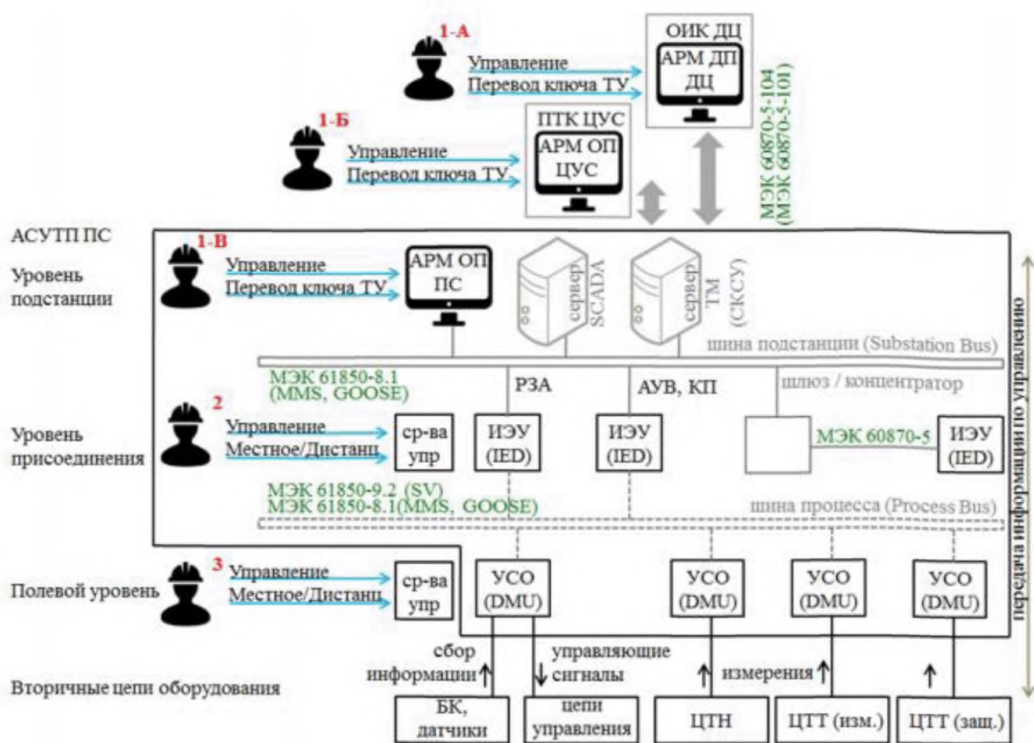 1-А
Управление
Перевод ключа ТУ
ОИК ДЦ
АРМ ДП
ДЦ
МЭК 60870-5-104
(МЭК 60870-5-101)
1-Б
Управление
Перевод ключа ТУ
ПТК ЦУС
АРМ ОП
ЦУС
АСУТП ПС
Уровень
подстанции
1-В
Управление
Перевод ключа ТУ
АРМ ОП
ПС
сервер
SCADA
сервер
ТМ
(СКСУ)
шина подстанции (Substation Bus)
МЭК 61850-8.1
(MMS, GOOSE)
РЗА
АУВ, КП
шлюз / концентратор
Уровень
присоединения
2
Управление
Местное/Дистанц
ср-ва
упр
ИЭУ
(IED)
ИЭУ
(IED)
МЭК 60870-5
ИЭУ
(IED)
МЭК 61850-9.2 (SV)
МЭК 61850-8.1(MMS, GOOSE)
шина процесса (Process Bus)
Полевой уровень
3
Управление
Местное/Дистанц
ср-ва
упр
УСО
(DMU)
УСО
(DMU)
УСО
(DMU)
УСО
(DMU)
передача информации по управлению
сбор
информации
управляющие
сигналы
измерения
Вторичные цепи оборудования
БК,
датчики
цепи
управления
ЦТН
ЦТТ (изм.)
ЦТТ (защ.)